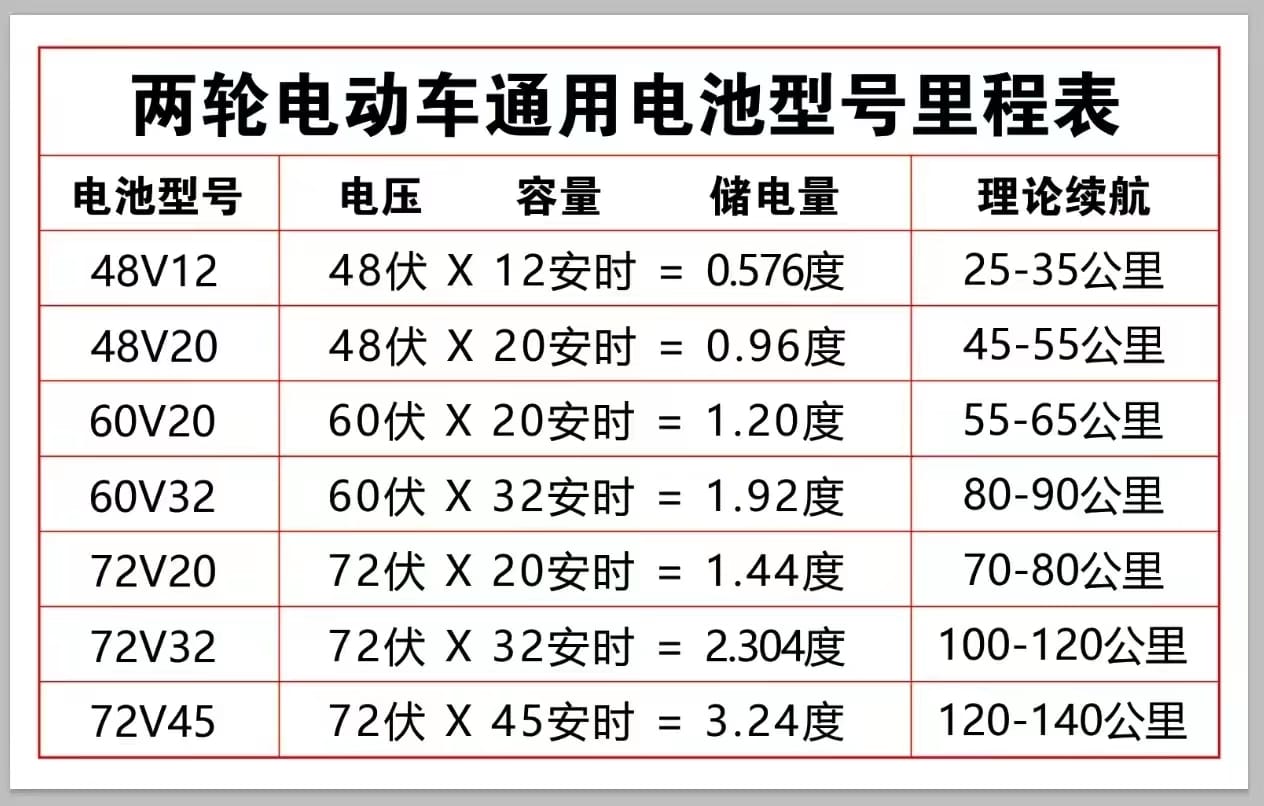 两轮电动车通用电池型号里程表
电池型号 电压 容量 储电量 理论续航
48V12 48伏 X 12安时 = 0.576度 25-35公里
48V20 48伏 X 20安时 = 0.96度 45-55公里
60V20 60伏 X 20安时 = 1.20度 55-65公里
60V32 60伏 X 32安时 = 1.92度 80-90公里
72V20 72伏 X 20安时 = 1.44度 70-80公里
72V32 72伏 X 32安时 = 2.304度 100-120公里
72V45 72伏 X 45安时 = 3.24度 120-140公里